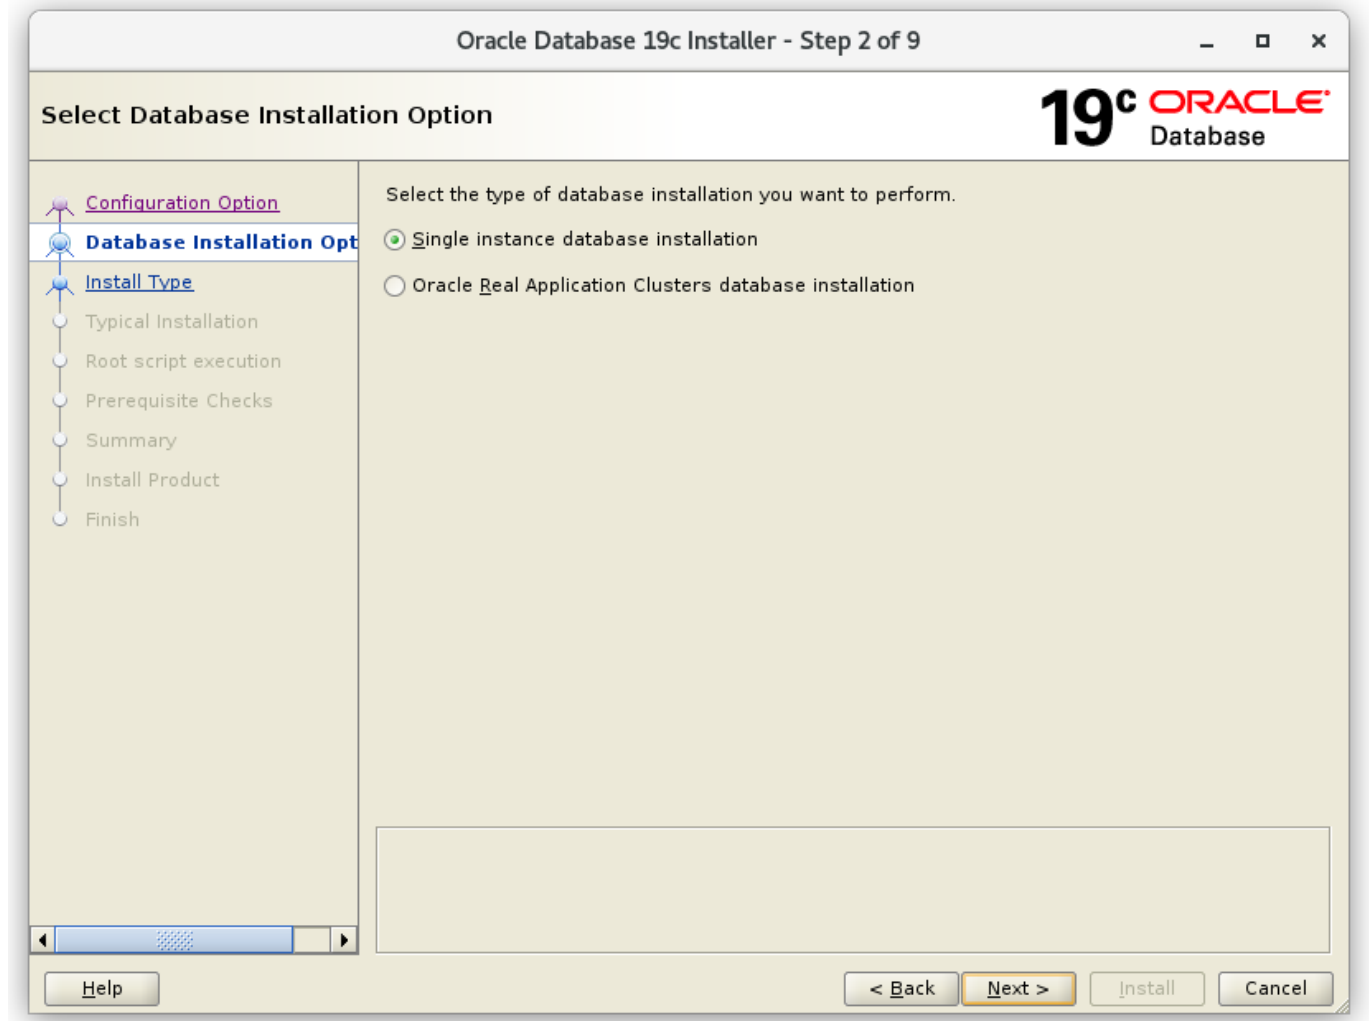 Oracle Database 19c Installer - Step 2 of 9
Select Database Installation Option
19c ORACLE
Database
Configuration Option
Database Installation Opt
Install Type
Typical Installation
Root script execution
Prerequisite Checks
Summary
Install Product
Finish
Select the type of database installation you want to perform.
Single instance database installation
Oracle Real Application Clusters database installation
Help
< Back
Next >
Install
Cancel